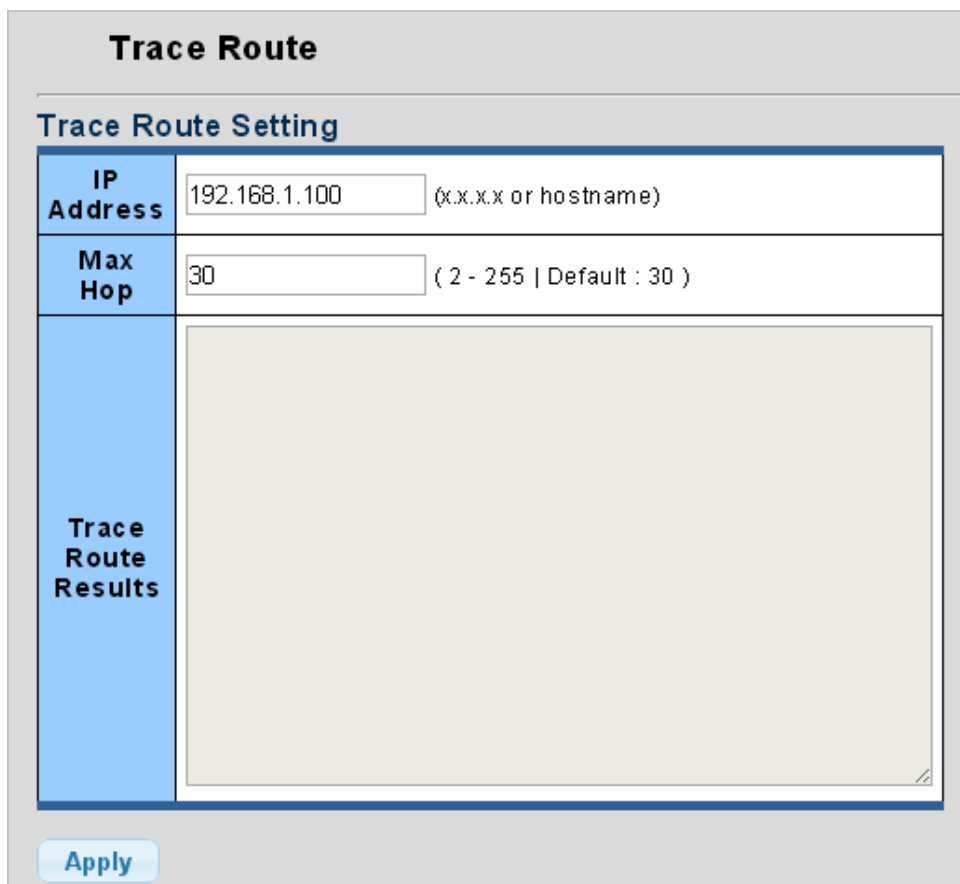 Trace Route
Trace Route Setting
IP
Address
192.168.1.100 (x.x.x.x or hostname)
Max
Hop
30 ( 2 - 255 | Default : 30 )
Trace
Route
Results
Apply